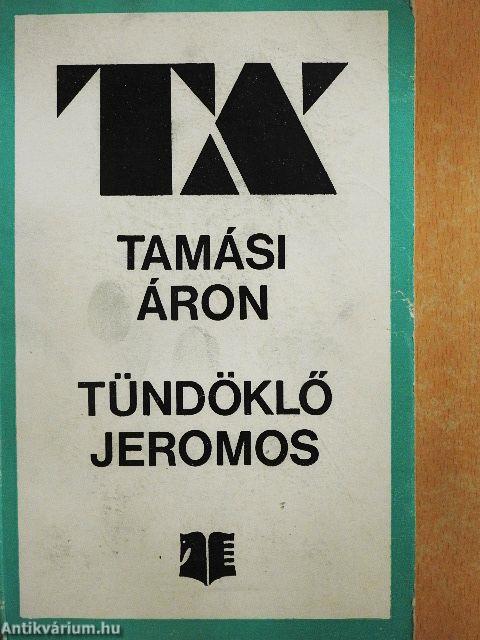 TA
TAMÁSI
ÁRON
TÜNDÖKLŐ
JEROMOS
Antikvárium.hu